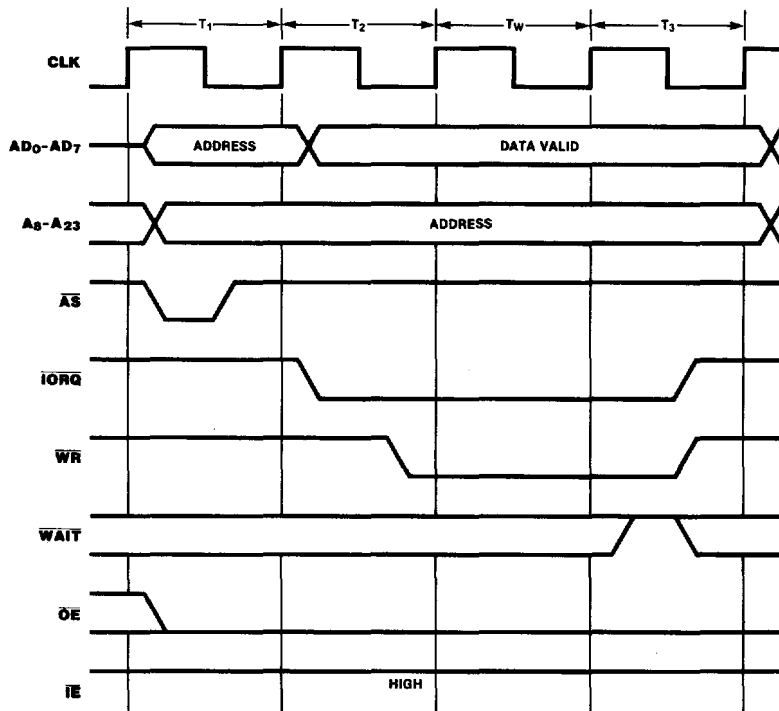 T1 T2 TW T3
CLK
AD0-AD7 ADDRESS DATA VALID
A8-A23 ADDRESS
AS
IORQ
WR
WAIT
OE
HIGH
IE